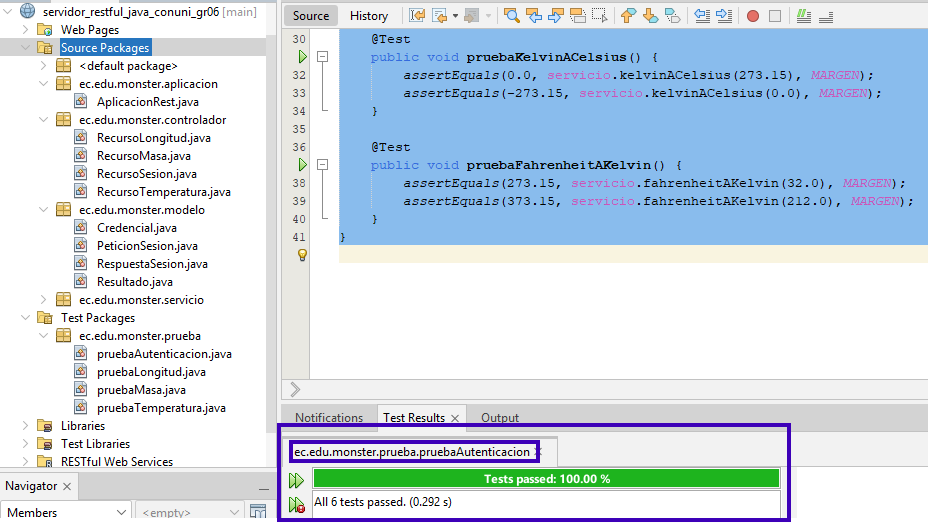 servidor_restful_java_conuni_gr06 [main]
Web Pages
Source Packages
<default package>
ec.edu.monster.aplicacion
AplicacionRest.java
ec.edu.monster.controlador
RecursoLongitud.java
RecursoMasa.java
RecursoSesion.java
RecursoTemperatura.java
ec.edu.monster.modelo
Credencial.java
PeticionSesion.java
RespuestaSesion.java
Resultado.java
ec.edu.monster.servicio
Test Packages
ec.edu.monster.prueba
pruebaAutenticacion.java
pruebaLongitud.java
pruebaMasa.java
pruebaTemperatura.java
Libraries
Test Libraries
RESTful Web Services
Navigator
Members
<empty>
Source History
30 @Test
public void pruebaKelvinACelsius() {
32 assertEquals(0.0, servicio.kelvinACelsius(273.15), MARGEN);
33 assertEquals(-273.15, servicio.kelvinACelsius(0.0), MARGEN);
34 }
35
36 @Test
public void pruebaFahrenheitAKelvin() {
38 assertEquals(273.15, servicio.fahrenheitAKelvin(32.0), MARGEN);
39 assertEquals(373.15, servicio.fahrenheitAKelvin(212.0), MARGEN);
40 }
41 }
Notifications Test Results Output
ec.edu.monster.prueba.pruebaAutenticacion
Tests passed: 100.00 %
All 6 tests passed. (0.292 s)